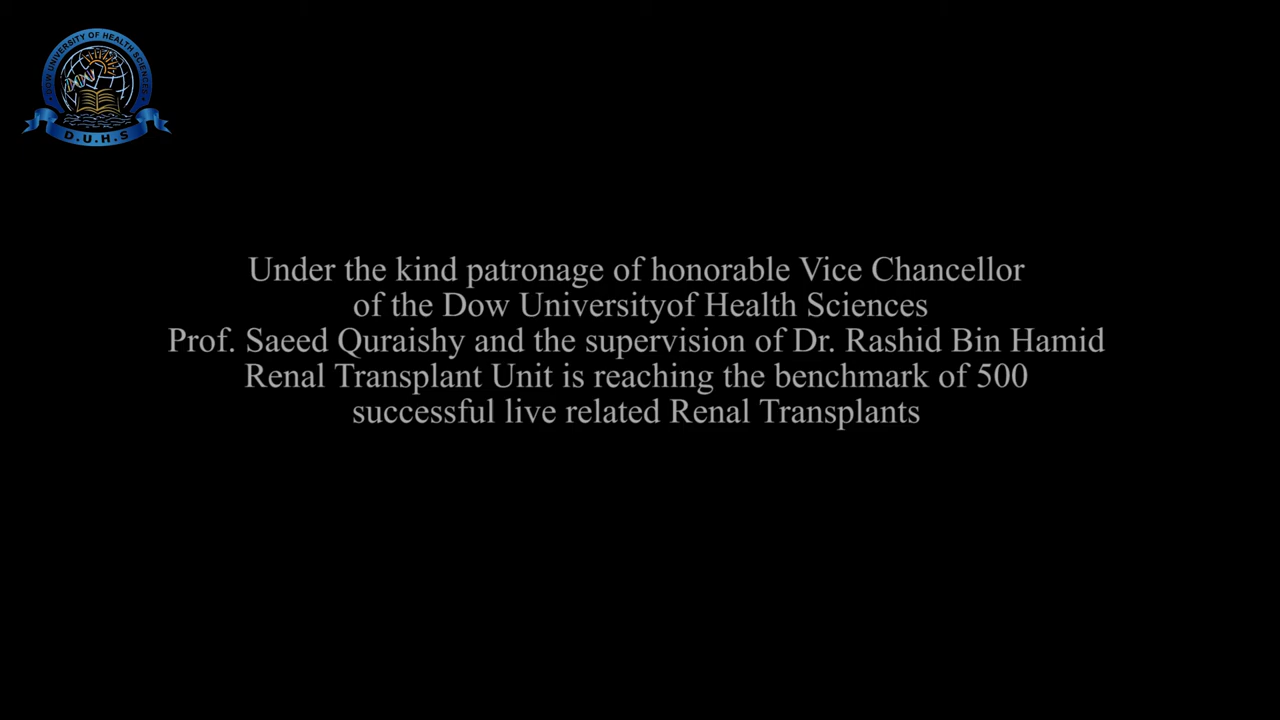 DOW UNIVERSITY OF HEALTH SCIENCES
D.U.H.S
Under the kind patronage of honorable Vice Chancellor
of the Dow Universityof Health Sciences
Prof. Saeed Quraishy and the supervision of Dr. Rashid Bin Hamid
Renal Transplant Unit is reaching the benchmark of 500
successful live related Renal Transplants